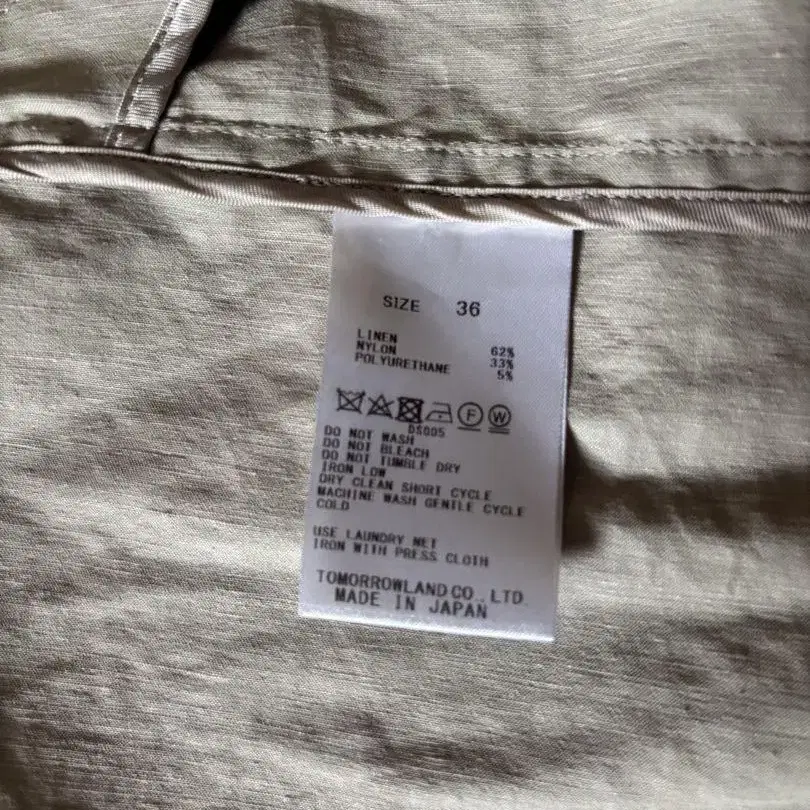 SIZE 36
LINEN 62%
NYLON 33%
POLYURETHANE 5%
F W
DS005
DO NOT WASH
DO NOT BLEACH
DO NOT TUMBLE DRY
IRON LOW
DRY CLEAN SHORT CYCLE
MACHINE WASH GENTLE CYCLE
COLD
USE LAUNDRY NET
IRON WITH PRESS CLOTH
TOMORROWLAND CO., LTD.
MADE IN JAPAN